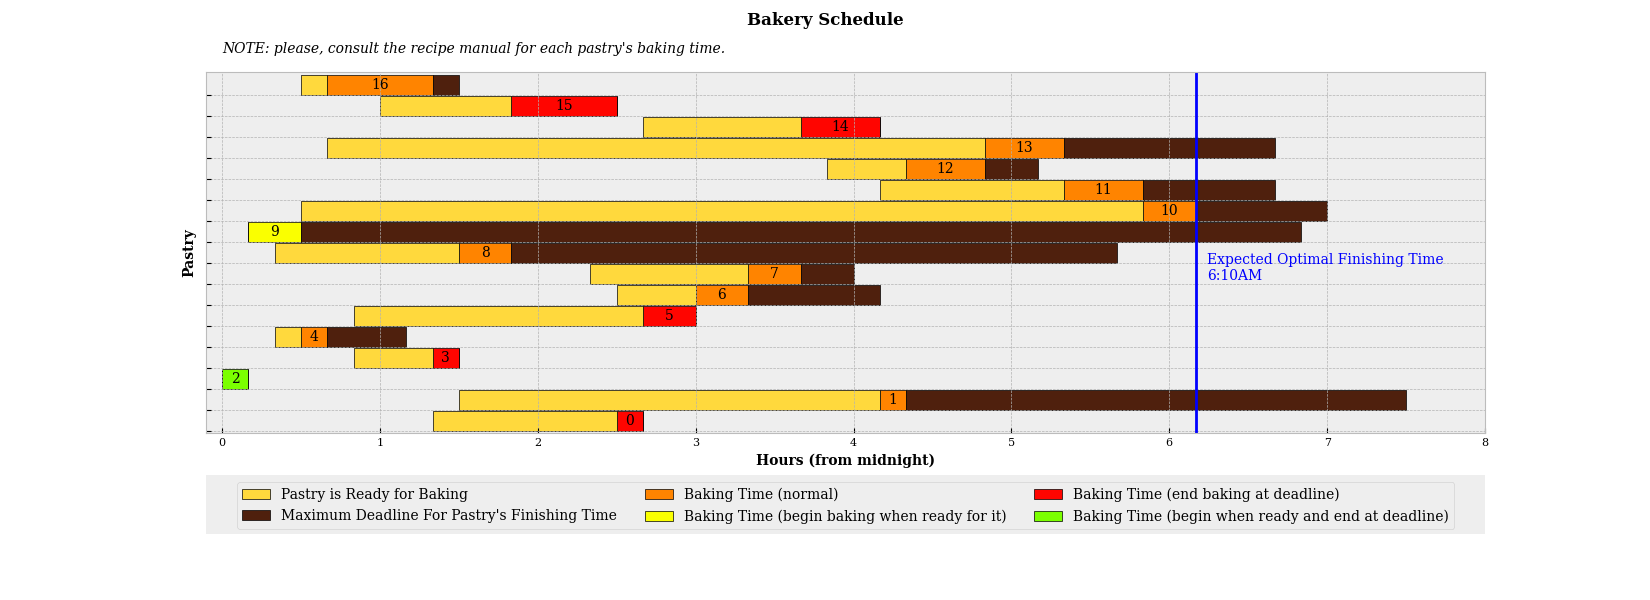 Bakery Schedule
NOTE: please, consult the recipe manual for each pastry's baking time.
16
15
14
13
12
11
10
9
8
7
6
5
4
3
2
1
0
Pastry
Expected Optimal Finishing Time
6:10AM
0 1 2 3 4 5 6 7 8
Hours (from midnight)
Pastry is Ready for Baking
Maximum Deadline For Pastry's Finishing Time
Baking Time (normal)
Baking Time (begin baking when ready for it)
Baking Time (end baking at deadline)
Baking Time (begin when ready and end at deadline)